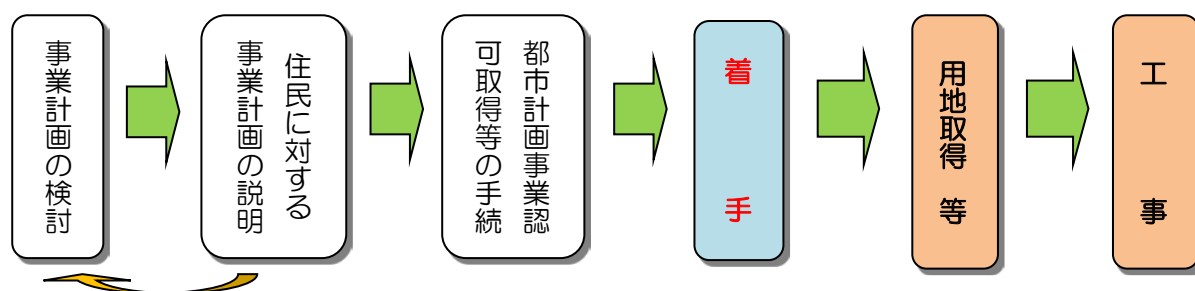 事業計画の検討
住民に対する
事業計画の説明
都市計画事業認
可取得等の手続
着手
用地取得 等
工事